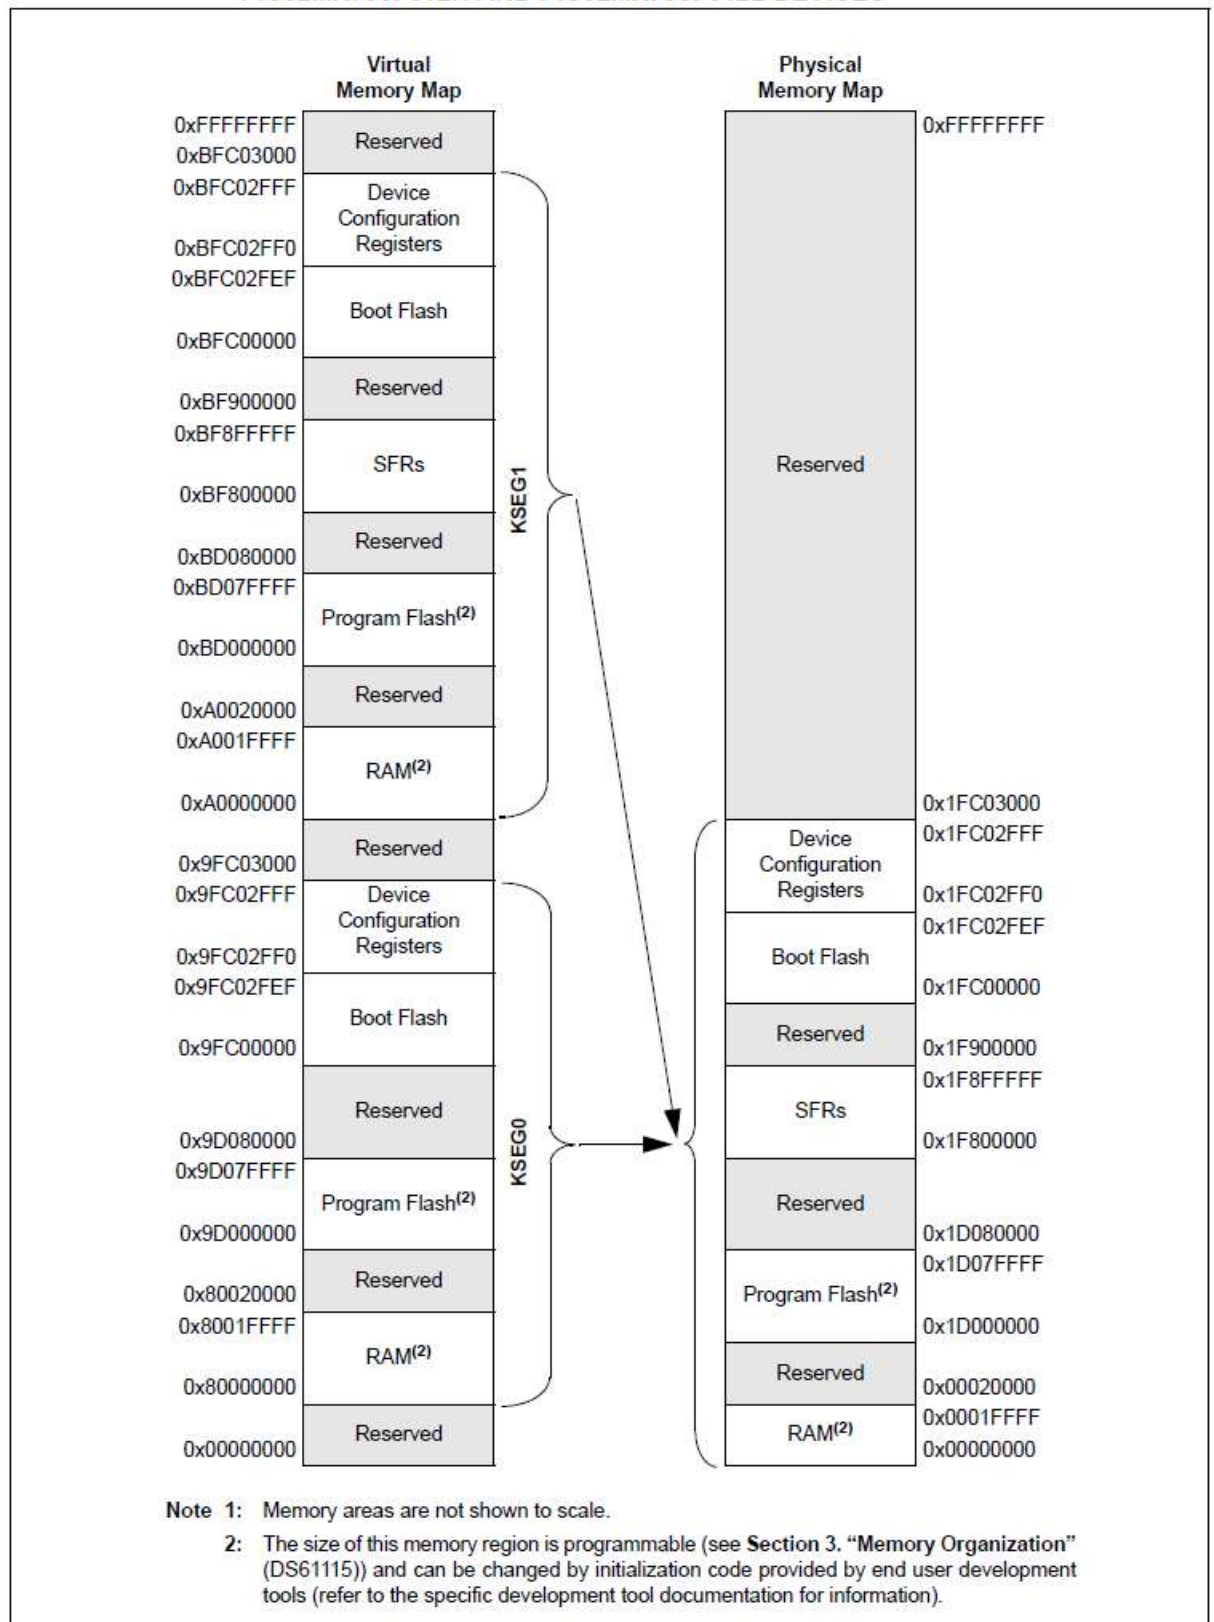 Virtual
Memory Map
0xFFFFFFFF
Reserved
0xBFC03000
0xBFC02FFF
Device
Configuration
Registers
0xBFC02FF0
0xBFC02FEF
Boot Flash
0xBFC00000
Reserved
0xBF900000
0xBF8FFFFF
SFRs
0xBF800000
Reserved
0xBD080000
0xBD07FFFF
Program Flash(2)
0xBD000000
Reserved
0xA0020000
0xA001FFFF
RAM(2)
0xA0000000
KSEG1
Reserved
0x9FC03000
0x9FC02FFF
Device
Configuration
Registers
0x9FC02FF0
0x9FC02FEF
Boot Flash
0x9FC00000
Reserved
0x9D080000
0x9D07FFFF
Program Flash(2)
0x9D000000
Reserved
0x80020000
0x8001FFFF
RAM(2)
0x80000000
KSEG0
Reserved
0x00000000
Physical
Memory Map
0xFFFFFFFF
Reserved
0x1FC03000
0x1FC02FFF
Device
Configuration
Registers
0x1FC02FF0
0x1FC02FEF
Boot Flash
0x1FC00000
Reserved
0x1F900000
0x1F8FFFFF
SFRs
0x1F800000
Reserved
0x1D080000
0x1D07FFFF
Program Flash(2)
0x1D000000
Reserved
0x00020000
0x0001FFFF
RAM(2)
0x00000000
Note 1: Memory areas are not shown to scale.
2: The size of this memory region is programmable (see Section 3. “Memory Organization”
(DS61115)) and can be changed by initialization code provided by end user development
tools (refer to the specific development tool documentation for information).